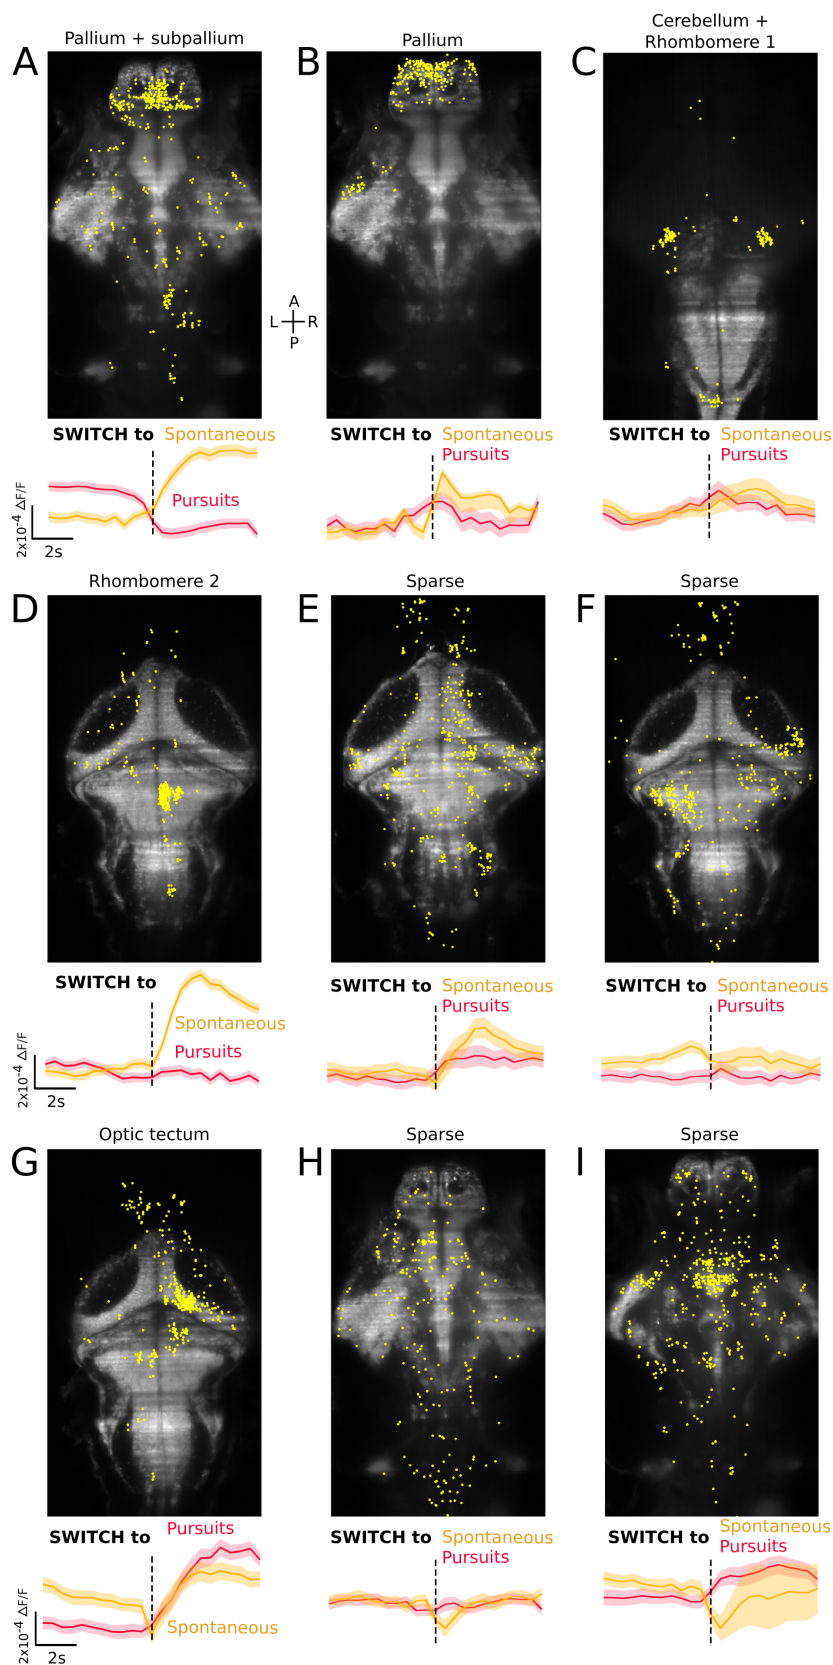 Pallium + subpallium
A
Pallium
B
Cerebellum +
Rhombomere 1
C
A
L R
P
SWITCH to Spontaneous
Pursuits
2x10⁻⁴ ΔF/F
2s
SWITCH to Spontaneous
Pursuits
SWITCH to Spontaneous
Pursuits
Rhombomere 2
D
Sparse
E
Sparse
F
SWITCH to
Spontaneous
Pursuits
2x10⁻⁴ ΔF/F
2s
SWITCH to Spontaneous
Pursuits
SWITCH to Spontaneous
Pursuits
Optic tectum
G
Sparse
H
Sparse
I
SWITCH to Pursuits
Spontaneous
2x10⁻⁴ ΔF/F
2s
SWITCH to Spontaneous
Pursuits
SWITCH to Spontaneous
Pursuits